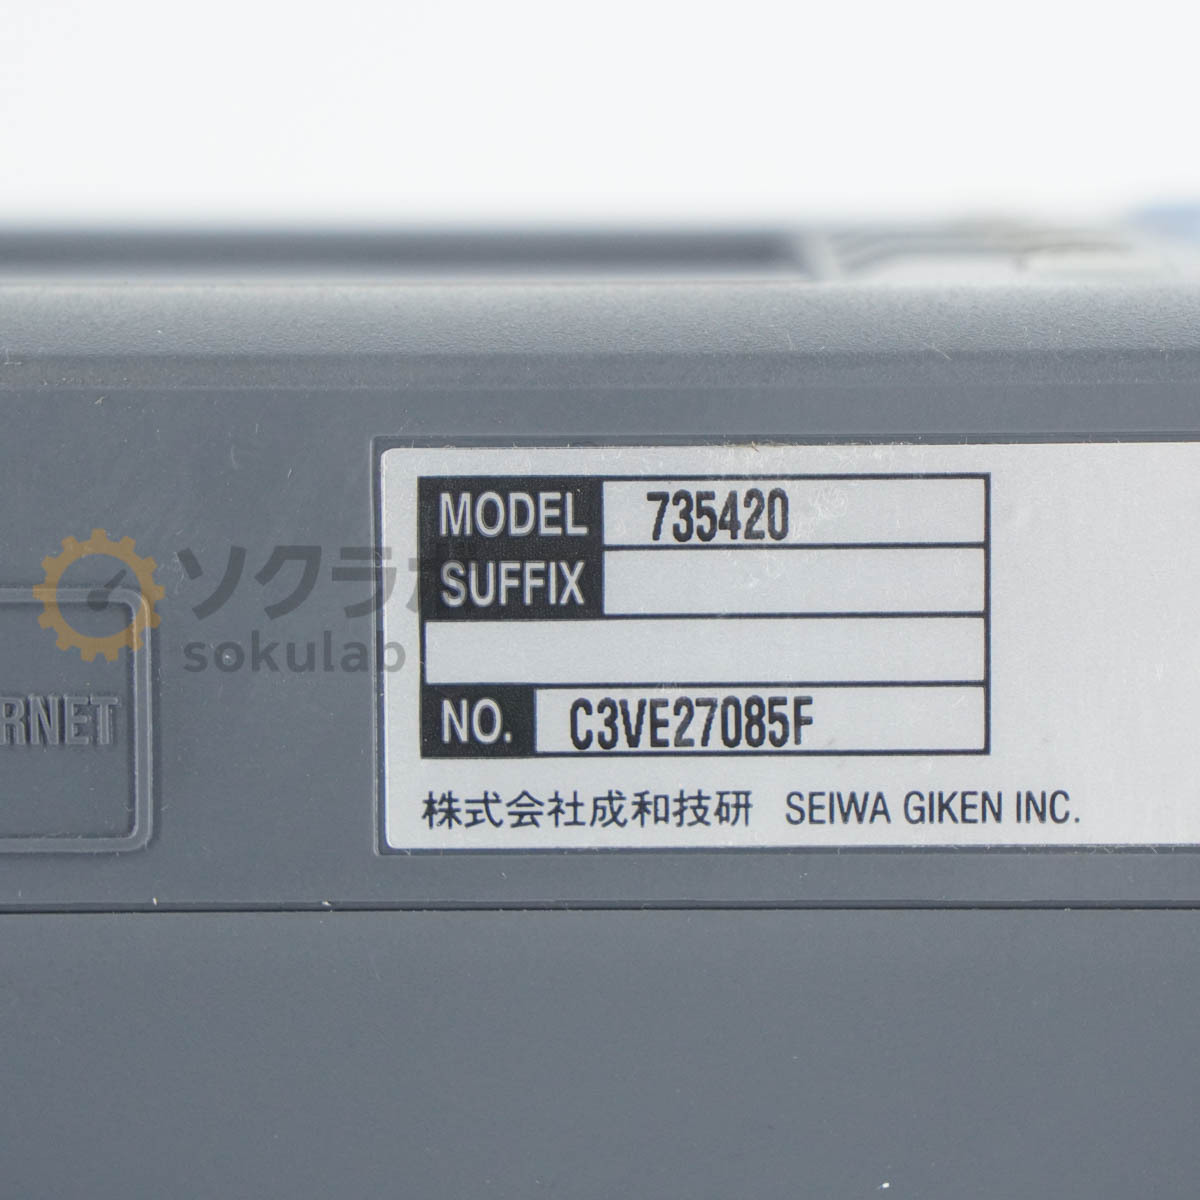 MODEL 735420
SUFFIX
NO. C3VE27085F
株式会社成和技研 SEIWA GIKEN INC.
ソクラボ
sokulab